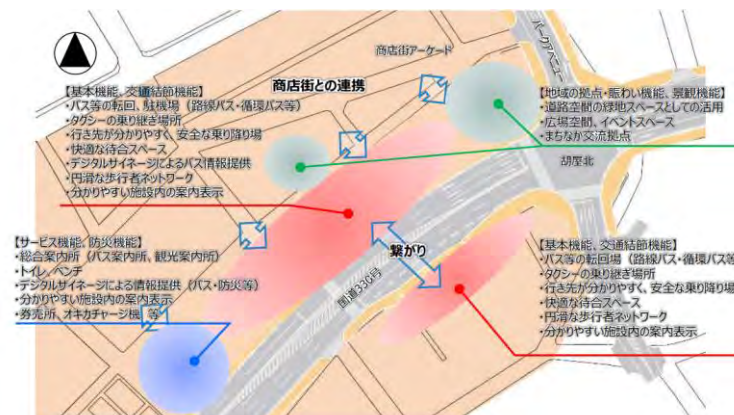 商店街アーケード
パークアベニュー
商店街との連携
【基本機能、交通結節機能】
・バス等の転回、駐機場（路線バス・循環バス等）
・タクシーの乗り継ぎ場所
・行き先が分かりやすく、安全な乗り降り場
・快適な待合スペース
・デジタルサイネージによるバス情報提供
・円滑な歩行者ネットワーク
・分かりやすい施設内の案内表示
【地域の拠点・賑わい機能、景観機能】
・道路空間の緑地スペースとしての活用
・広場空間、イベントスペース
・まちなか交流拠点
胡屋北
【サービス機能、防災機能】
・総合案内所（バス案内所、観光案内所）
・トイレ、ベンチ
・デジタルサイネージによる情報提供（バス・防災等）
・分かりやすい施設内の案内表示
・券売所、オキカチャージ機 等
繋がり
国道330号
【基本機能、交通結節機能】
・バス等の転回場（路線バス・循環バス等）
・タクシーの乗り継ぎ場所
・行き先が分かりやすく、安全な乗り降り場
・快適な待合スペース
・円滑な歩行者ネットワーク
・分かりやすい施設内の案内表示